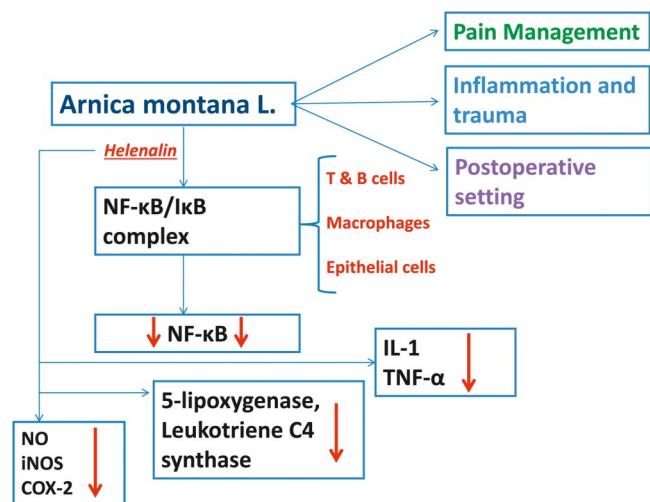 Pain Management
Arnica montana L.
Inflammation and
trauma
Helenalin
Postoperative
setting
NF-κB/IκB
complex
T & B cells
Macrophages
Epithelial cells
NF-κB
IL-1
TNF-α
5-lipoxygenase,
Leukotriene C4
synthase
NO
iNOS
COX-2